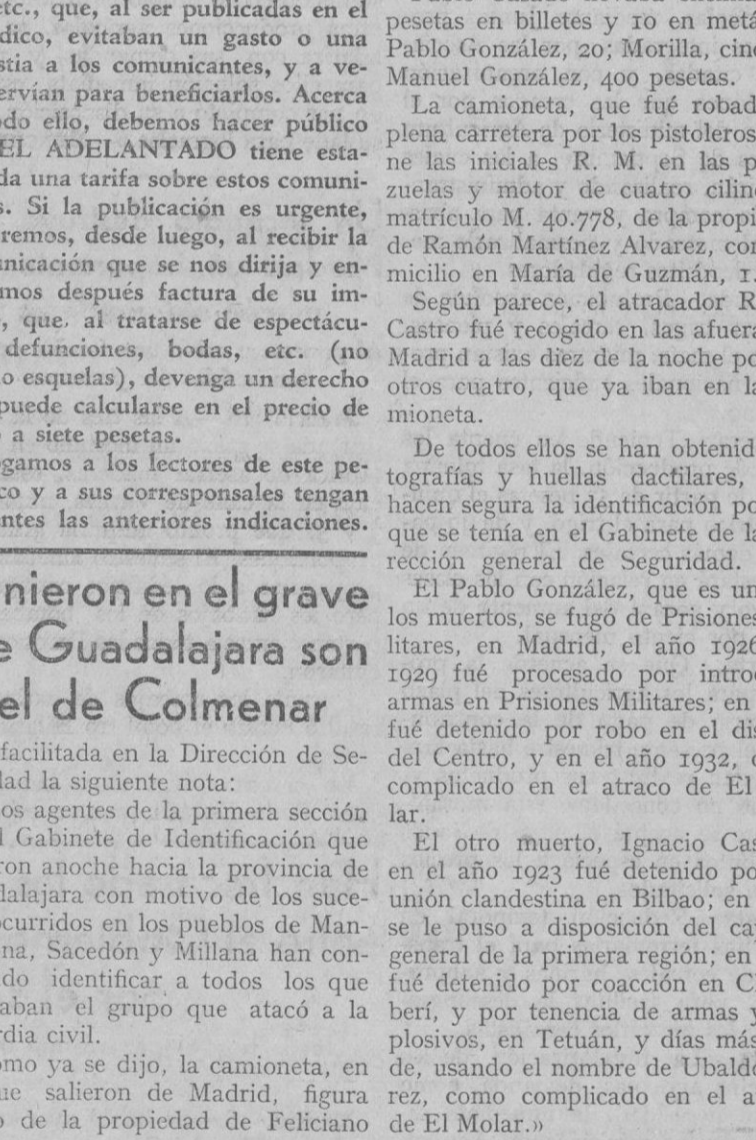 etc., que, al ser publicadas en el
dico, evitaban un gasto o una
stia a los comunicantes, y a ve-
ervían para beneficiarlos. Acerca
odo ello, debemos hacer público
EL ADELANTADO tiene esta-
da una tarifa sobre estos comuni-
s. Si la publicación es urgente,
remos, desde luego, al recibir la
unicación que se nos dirija y en-
mos después factura de su im-
, que, al tratarse de espectácu-
defunciones, bodas, etc. (no
o esquelas), devenga un derecho
puede calcularse en el precio de
a siete pesetas.
gamos a los lectores de este pe-
co y a sus corresponsales tengan
ntes las anteriores indicaciones.
nieron en el grave
e Guadalajara son
el de Colmenar
facilitada en la Dirección de Se-
dad la siguiente nota:
os agentes de la primera sección
l Gabinete de Identificación que
ron anoche hacia la provincia de
dalajara con motivo de los suce-
ocurridos en los pueblos de Man-
na, Sacedón y Millana han con-
do identificar a todos los que
aban el grupo que atacó a la
rdia civil.
omo ya se dijo, la camioneta, en
ue salieron de Madrid, figura
o de la propiedad de Feliciano
pesetas en billetes y 10 en metá
Pablo González, 20; Morilla, cinc
Manuel González, 400 pesetas.
La camioneta, que fué robad
plena carretera por los pistoleros
ne las iniciales R. M. en las p
zuelas y motor de cuatro cilin
matrículo M. 40.778, de la propi
de Ramón Martínez Alvarez, con
micilio en María de Guzmán, 1.
Según parece, el atracador R
Castro fué recogido en las afuera
Madrid a las diez de la noche po
otros cuatro, que ya iban en la
mioneta.
De todos ellos se han obtenid
tografías y huellas dactilares,
hacen segura la identificación po
que se tenía en el Gabinete de la
rección general de Seguridad.
El Pablo González, que es un
los muertos, se fugó de Prisiones
litares, en Madrid, el año 1926
1929 fué procesado por intro
armas en Prisiones Militares; en
fué detenido por robo en el dis
del Centro, y en el año 1932, c
complicado en el atraco de El
lar.
El otro muerto, Ignacio Cas
en el año 1923 fué detenido po
unión clandestina en Bilbao; en
se le puso a disposición del ca
general de la primera región; en
fué detenido por coacción en C
berí, y por tenencia de armas y
plosivos, en Tetuán, y días más
de, usando el nombre de Ubald
rez, como complicado en el a
de El Molar.»